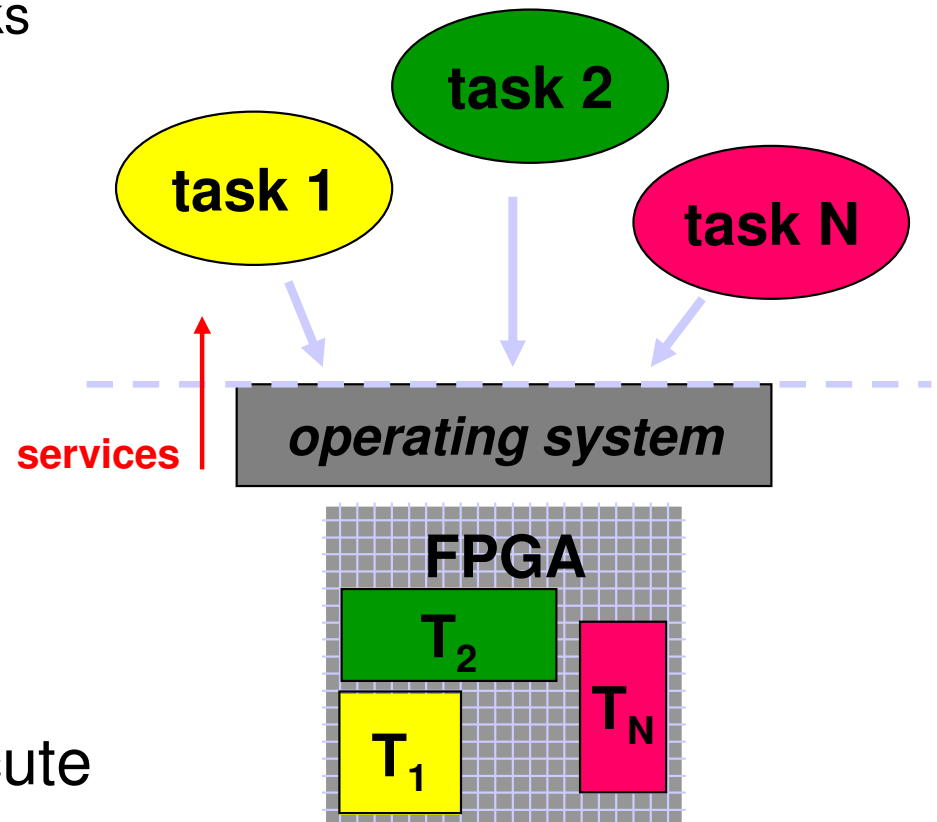 task 2
task 1
task N
services
operating system
FPGA
T2
TN
T1